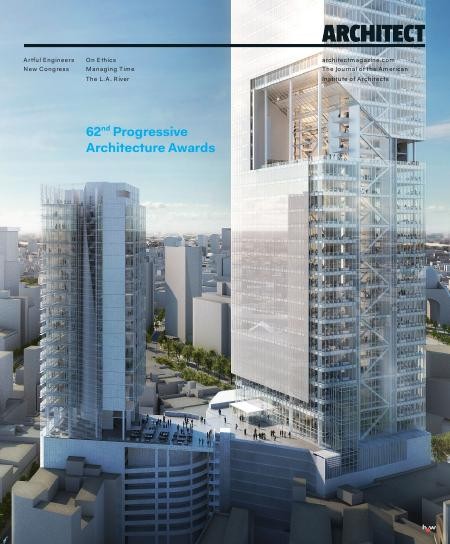 ARCHITECT
Artful Engineers
New Congress
On Ethics
Managing Time
The L.A. River
architectmagazine.com
The Journal of the American
Institute of Architects
62nd Progressive
Architecture Awards